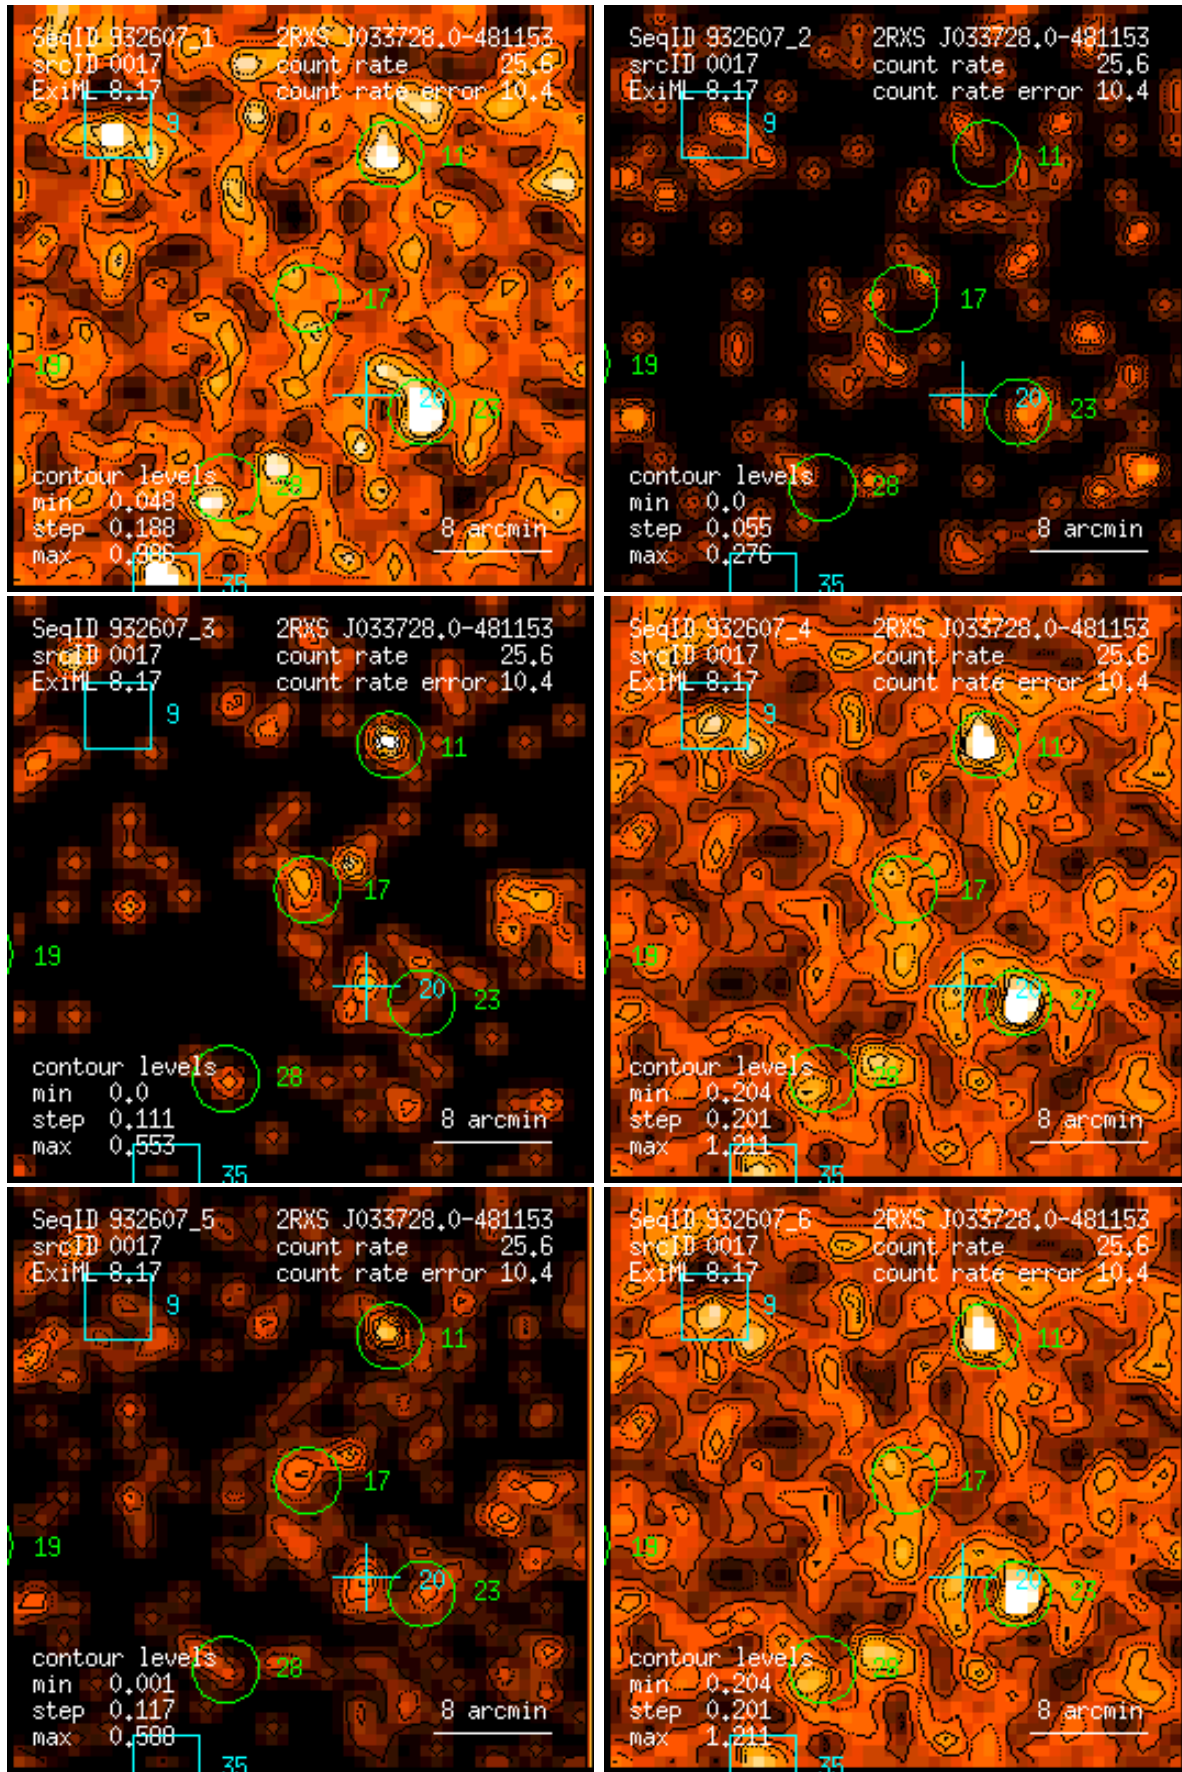 SeqID 932607_1 2RXS J033728.0-481153
srcID 0017 count rate 25.6
ExiML 8.17 count rate error 10.4
9
11
17
19
20 23
28
contour levels
min 0.048
step 0.188 8 arcmin
max 0.986
35
SeqID 932607_2 2RXS J033728.0-481153
srcID 0017 count rate 25.6
ExiML 8.17 count rate error 10.4
9
11
17
19
20 23
28
contour levels
min 0.0
step 0.055 8 arcmin
max 0.276
35
SeqID 932607_3 2RXS J033728.0-481153
srcID 0017 count rate 25.6
ExiML 8.17 count rate error 10.4
9
11
17
19
20 23
28
contour levels
min 0.0
step 0.111 8 arcmin
max 0.553
35
SeqID 932607_4 2RXS J033728.0-481153
srcID 0017 count rate 25.6
ExiML 8.17 count rate error 10.4
9
11
17
19
20 23
28
contour levels
min 0.204
step 0.201 8 arcmin
max 1.211
35
SeqID 932607_5 2RXS J033728.0-481153
srcID 0017 count rate 25.6
ExiML 8.17 count rate error 10.4
9
11
17
19
20 23
28
contour levels
min 0.001
step 0.117 8 arcmin
max 0.588
35
SeqID 932607_6 2RXS J033728.0-481153
srcID 0017 count rate 25.6
ExiML 8.17 count rate error 10.4
9
11
17
19
20 23
28
contour levels
min 0.204
step 0.201 8 arcmin
max 1.211
35